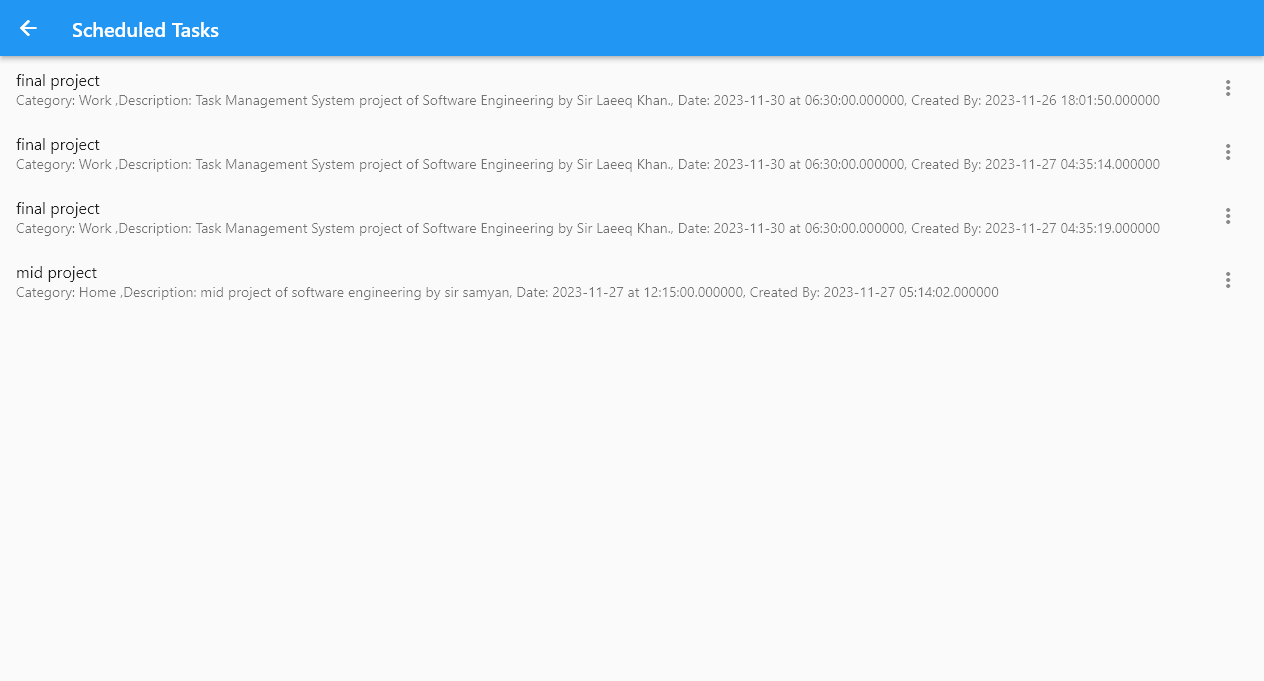 Scheduled Tasks
final project
Category: Work ,Description: Task Management System project of Software Engineering by Sir Laeeq Khan., Date: 2023-11-30 at 06:30:00.000000, Created By: 2023-11-26 18:01:50.000000
final project
Category: Work ,Description: Task Management System project of Software Engineering by Sir Laeeq Khan., Date: 2023-11-30 at 06:30:00.000000, Created By: 2023-11-27 04:35:14.000000
final project
Category: Work ,Description: Task Management System project of Software Engineering by Sir Laeeq Khan., Date: 2023-11-30 at 06:30:00.000000, Created By: 2023-11-27 04:35:19.000000
mid project
Category: Home ,Description: mid project of software engineering by sir samyan, Date: 2023-11-27 at 12:15:00.000000, Created By: 2023-11-27 05:14:02.000000